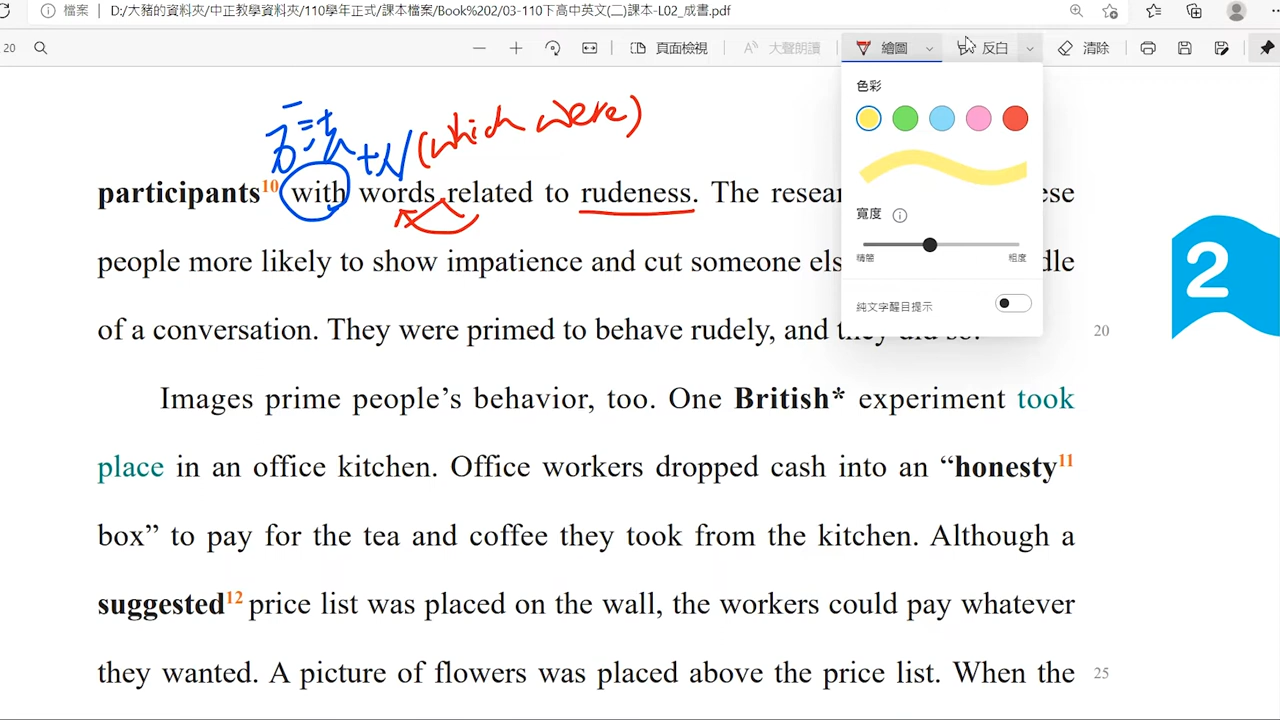 檔案 D:/大豬的資料夾/中正教學資料夾/110學年正式/課本檔案/Book%202/03-110下高中英文(二)課本-L02_成書.pdf
20 頁面檢視 大聲朗讀 繪圖 反白 清除
色彩
寬度
精簡 粗度
純文字醒目提示
方法 +N (which were)
participants10 with words related to rudeness. The resear ese
people more likely to show impatience and cut someone els dle
of a conversation. They were primed to behave rudely, and they did so. 20
2
Images prime people's behavior, too. One British* experiment took
place in an office kitchen. Office workers dropped cash into an “honesty11
box” to pay for the tea and coffee they took from the kitchen. Although a
suggested12 price list was placed on the wall, the workers could pay whatever
they wanted. A picture of flowers was placed above the price list. When the 25